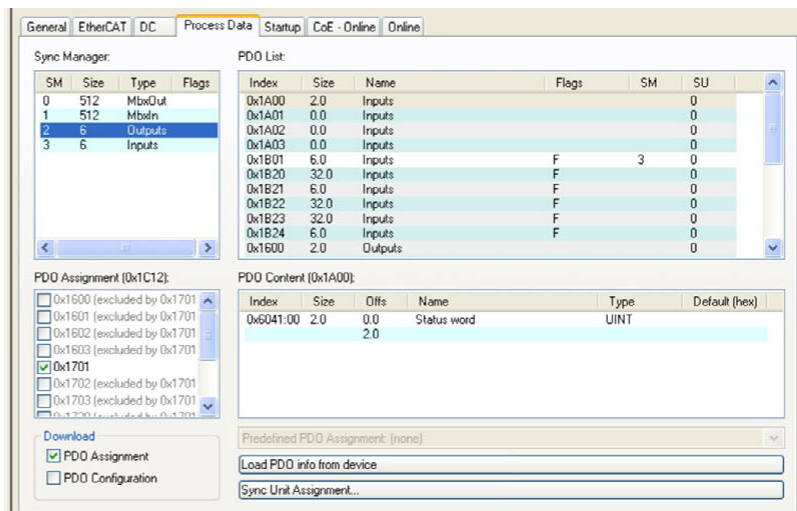 General EtherCAT DC Process Data Startup CoE - Online Online
Sync Manager:
SM Size Type Flags
0 512 MbxOut
1 512 MbxIn
2 6 Outputs
3 6 Inputs
PDO List:
Index Size Name Flags SM SU
0x1A00 2.0 Inputs 0
0x1A01 0.0 Inputs 0
0x1A02 0.0 Inputs 0
0x1A03 0.0 Inputs 0
0x1B01 6.0 Inputs F 3 0
0x1B20 32.0 Inputs F 0
0x1B21 6.0 Inputs F 0
0x1B22 32.0 Inputs F 0
0x1B23 32.0 Inputs F 0
0x1B24 6.0 Inputs F 0
0x1600 2.0 Outputs 0
PDO Assignment (0x1C12):
0x1600 (excluded by 0x1701
0x1601 (excluded by 0x1701
0x1602 (excluded by 0x1701
0x1603 (excluded by 0x1701
0x1701
0x1702 (excluded by 0x1701
0x1703 (excluded by 0x1701
PDO Content (0x1A00):
Index Size Offs Name Type Default (hex)
0x6041:00 2.0 0.0 Status word UINT
2.0
Download
PDO Assignment
PDO Configuration
Predefined PDO Assignment: (none)
Load PDO info from device
Sync Unit Assignment...